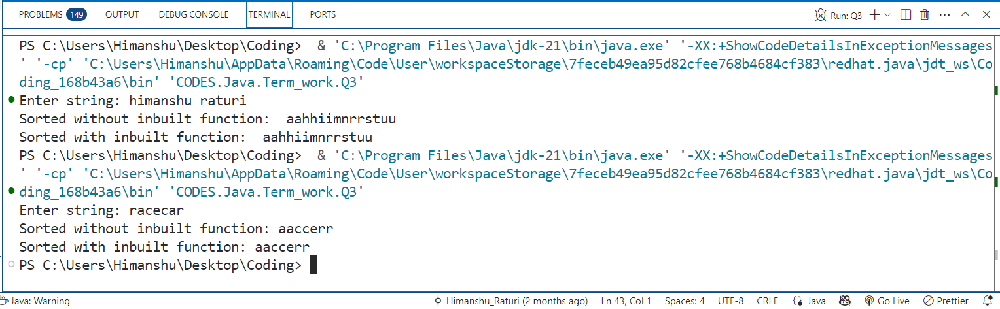 PROBLEMS 149 OUTPUT DEBUG CONSOLE TERMINAL PORTS Run: Q3
PS C:\Users\Himanshu\Desktop\Coding>  & 'C:\Program Files\Java\jdk-21\bin\java.exe' '-XX:+ShowCodeDetailsInExceptionMessages
' '-cp' 'C:\Users\Himanshu\AppData\Roaming\Code\User\workspaceStorage\7feceb49ea95d82cfee768b4684cf383\redhat.java\jdt_ws\Co
ding_168b43a6\bin' 'CODES.Java.Term_work.Q3'
Enter string: himanshu raturi
Sorted without inbuilt function:  aahhiimnrrstuu
Sorted with inbuilt function:  aahhiimnrrstuu
PS C:\Users\Himanshu\Desktop\Coding>  & 'C:\Program Files\Java\jdk-21\bin\java.exe' '-XX:+ShowCodeDetailsInExceptionMessages
' '-cp' 'C:\Users\Himanshu\AppData\Roaming\Code\User\workspaceStorage\7feceb49ea95d82cfee768b4684cf383\redhat.java\jdt_ws\Co
ding_168b43a6\bin' 'CODES.Java.Term_work.Q3'
Enter string: racecar
Sorted without inbuilt function: aaccerr
Sorted with inbuilt function: aaccerr
PS C:\Users\Himanshu\Desktop\Coding>
Java: Warning Himanshu_Raturi (2 months ago) Ln 43, Col 1 Spaces: 4 UTF-8 CRLF Java Go Live Prettier